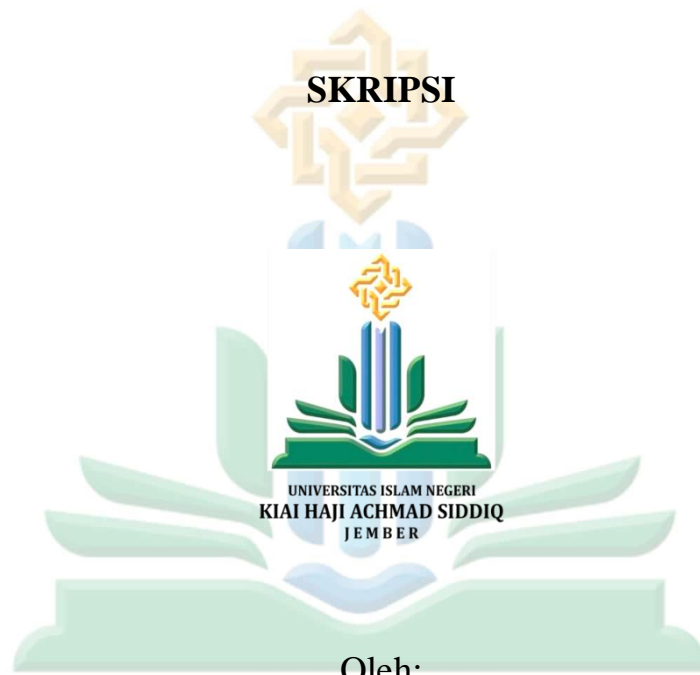 SKRIPSI
UNIVERSITAS ISLAM NEGERI
KIAI HAJI ACHMAD SIDDIQ
JEMBER
Oleh: